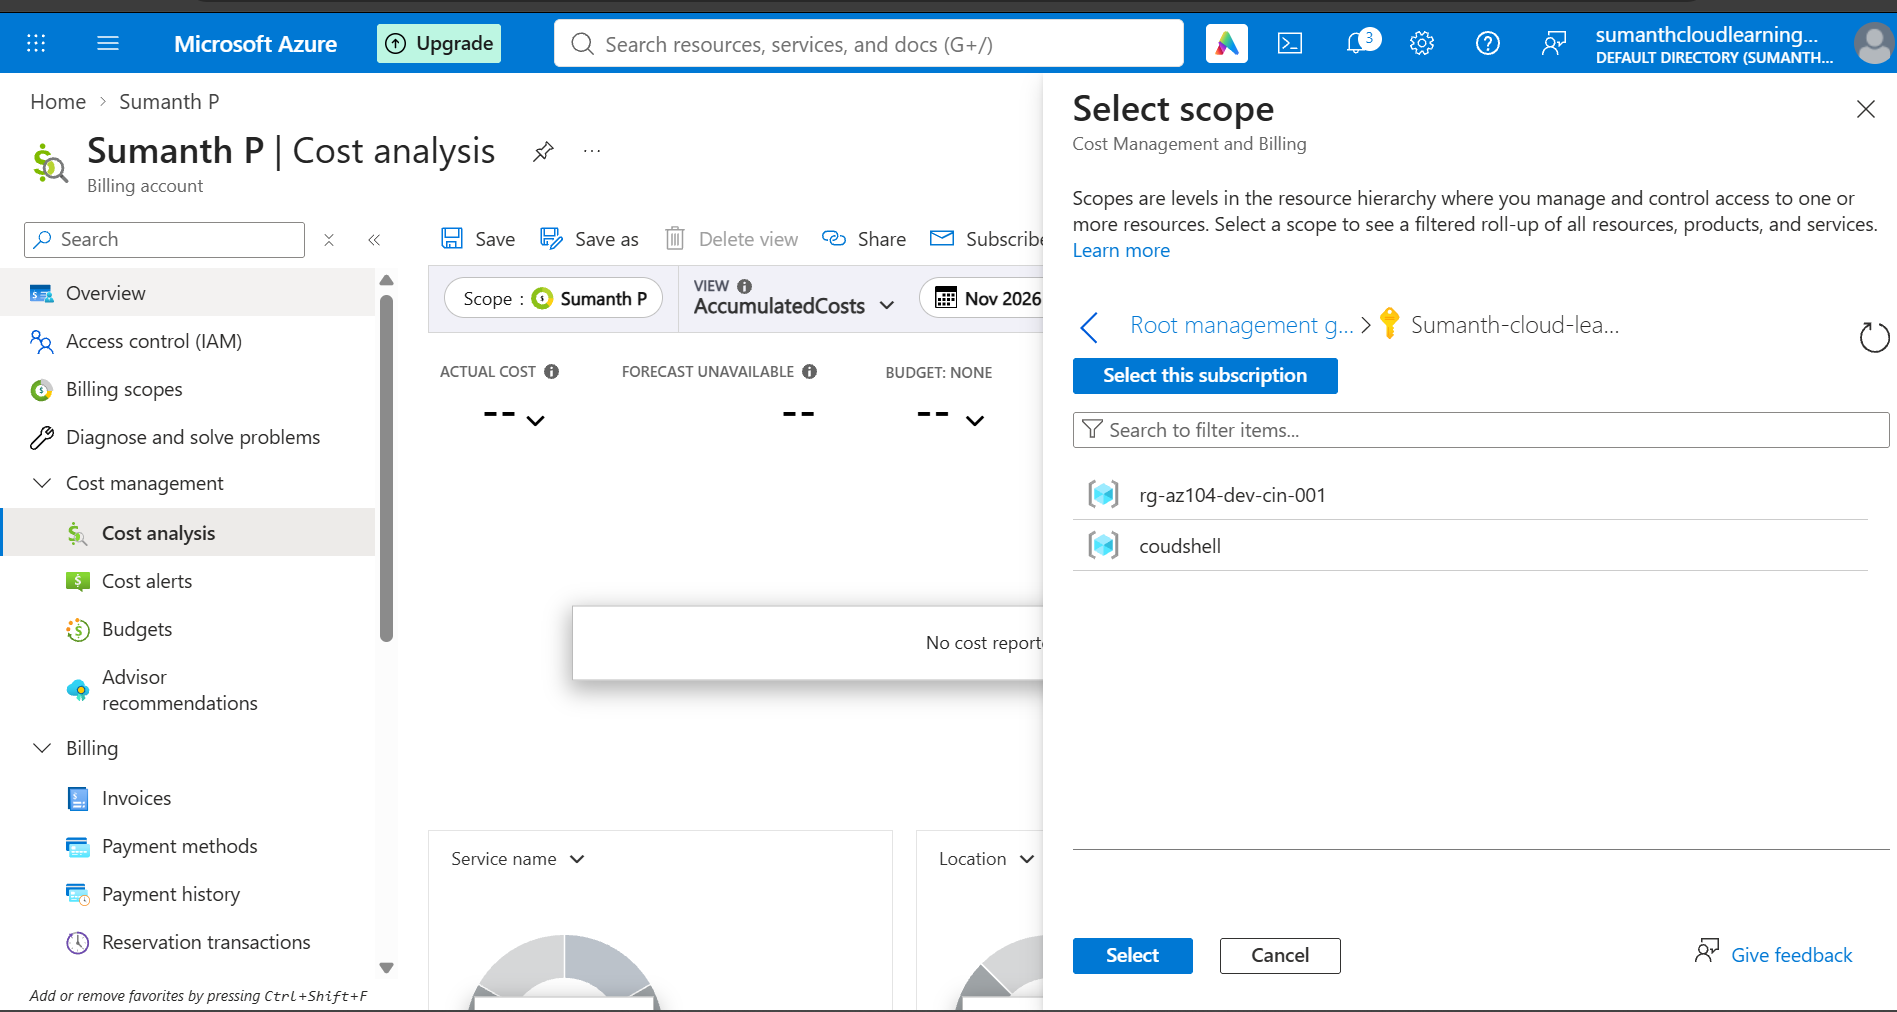 Microsoft Azure
Upgrade
Search resources, services, and docs (G+/)
3
sumanthcloudlearning...
DEFAULT DIRECTORY (SUMANTH...
Home > Sumanth P
Sumanth P | Cost analysis
...
Billing account
Search
Overview
Access control (IAM)
Billing scopes
Diagnose and solve problems
Cost management
Cost analysis
Cost alerts
Budgets
Advisor
recommendations
Billing
Invoices
Payment methods
Payment history
Reservation transactions
Add or remove favorites by pressing Ctrl+Shift+F
Save
Save as
Delete view
Share
Subscribe
Scope : Sumanth P
VIEW
AccumulatedCosts
Nov 2026
ACTUAL COST
--
FORECAST UNAVAILABLE
--
BUDGET: NONE
--
No cost reporte
Service name
Location
Select scope
Cost Management and Billing
Scopes are levels in the resource hierarchy where you manage and control access to one or
more resources. Select a scope to see a filtered roll-up of all resources, products, and services.
Learn more
Root management g... > Sumanth-cloud-lea...
Select this subscription
Search to filter items...
rg-az104-dev-cin-001
coudshell
Select
Cancel
Give feedback